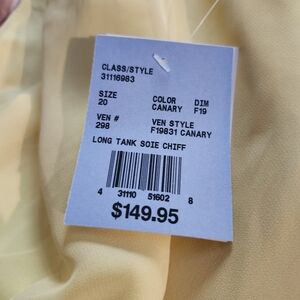 CLASS/STYLE
31116983
SIZE COLOR DIM
20 CANARY F19
VEN # VEN STYLE
298 F19831 CANARY
LONG TANK SOIE CHIFF
4 31110 51602 8
$149.95